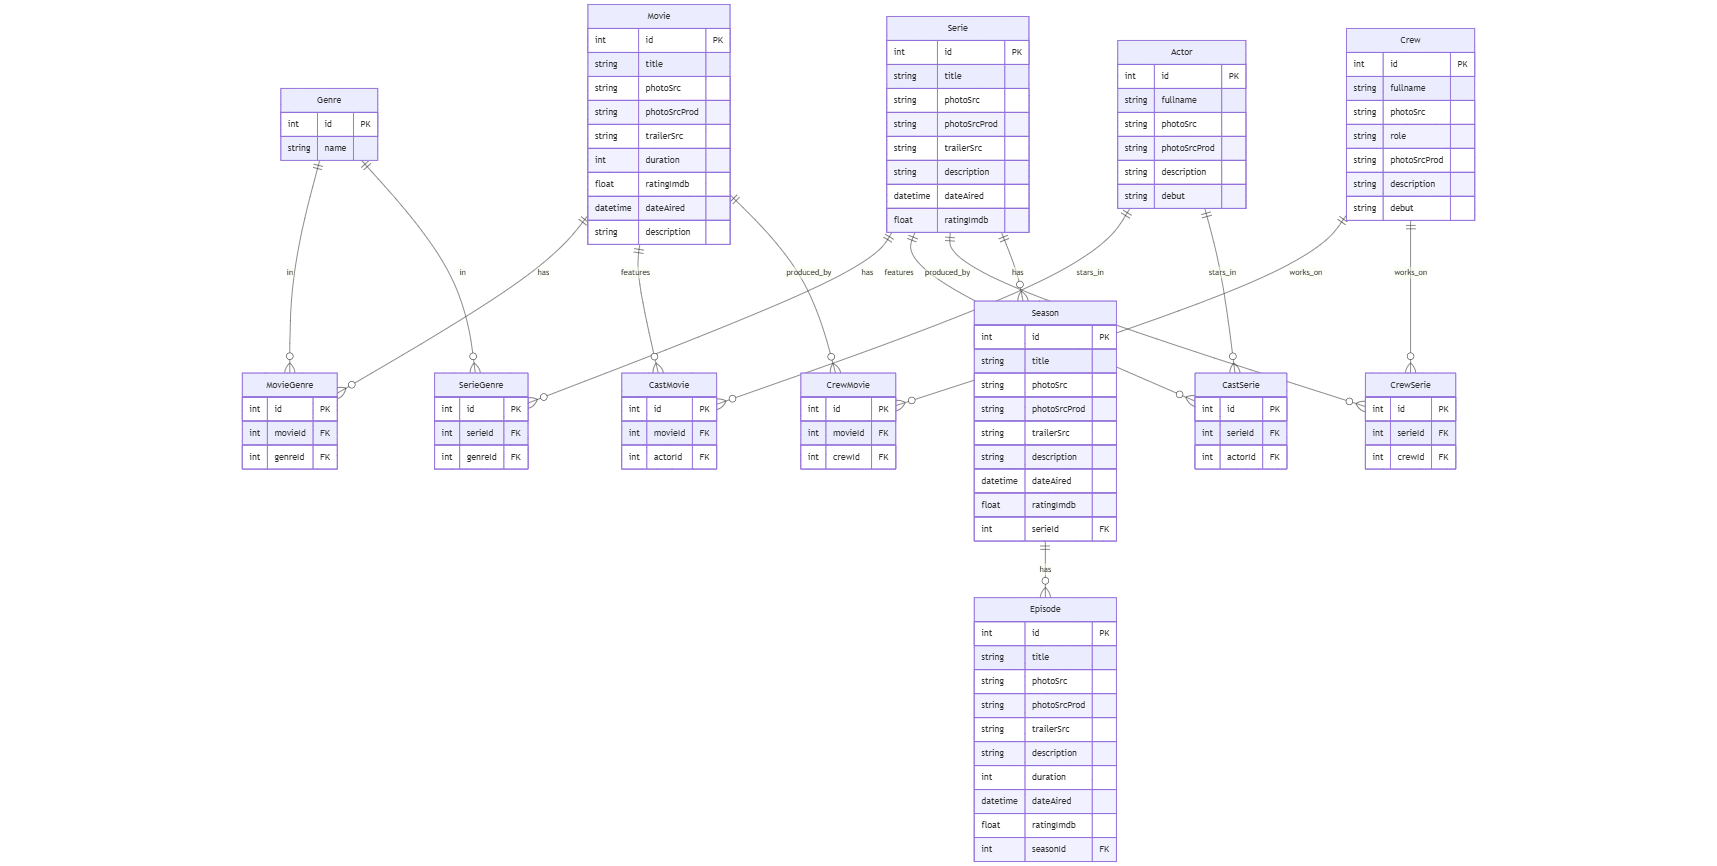 Movie
int id PK
string title
string photoSrc
string photoSrcProd
string trailerSrc
int duration
float ratingImdb
datetime dateAired
string description
Serie
int id PK
string title
string photoSrc
string photoSrcProd
string trailerSrc
string description
datetime dateAired
float ratingImdb
Actor
int id PK
string fullname
string photoSrc
string photoSrcProd
string description
string debut
Crew
int id PK
string fullname
string photoSrc
string role
string photoSrcProd
string description
string debut
Genre
int id PK
string name
in
in
has
features
produced_by
has
features
produced_by
has
stars_in
stars_in
works_on
works_on
MovieGenre
int id PK
int movieId FK
int genreId FK
SerieGenre
int id PK
int serieId FK
int genreId FK
CastMovie
int id PK
int movieId FK
int actorId FK
CrewMovie
int id PK
int movieId FK
int crewId FK
Season
int id PK
string title
string photoSrc
string photoSrcProd
string trailerSrc
string description
datetime dateAired
float ratingImdb
int serieId FK
CastSerie
int id PK
int serieId FK
int actorId FK
CrewSerie
int id PK
int serieId FK
int crewId FK
has
Episode
int id PK
string title
string photoSrc
string photoSrcProd
string trailerSrc
string description
int duration
datetime dateAired
float ratingImdb
int seasonId FK